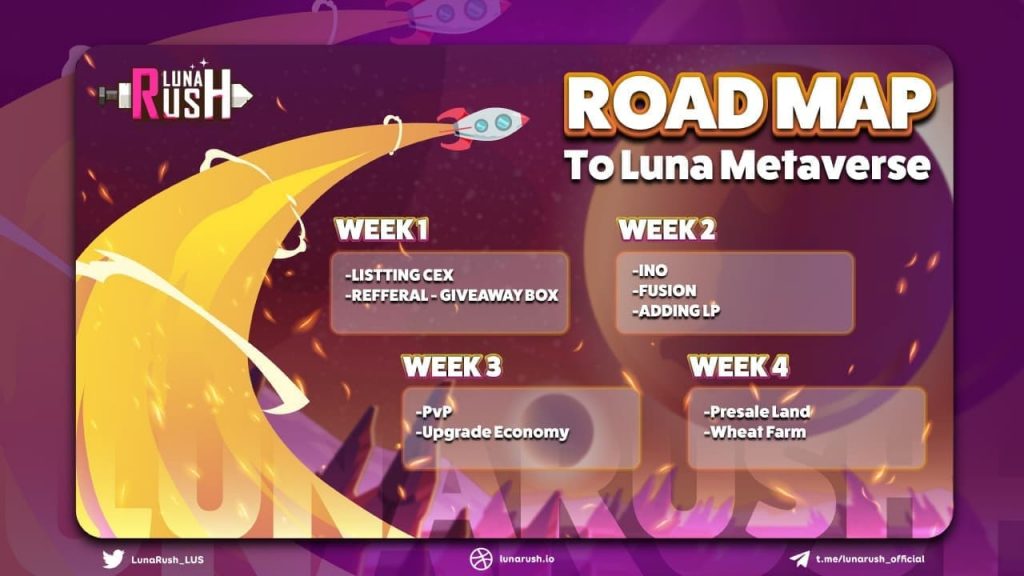 LUNA
RUSH
ROAD MAP
To Luna Metaverse
WEEK 1
-LISTTING CEX
-REFFERAL - GIVEAWAY BOX
WEEK 2
-INO
-FUSION
-ADDING LP
WEEK 3
-PvP
-Upgrade Economy
WEEK 4
-Presale Land
-Wheat Farm
LUNARUSH
LunaRush_LUS
lunarush.io
t.me/lunarush_official